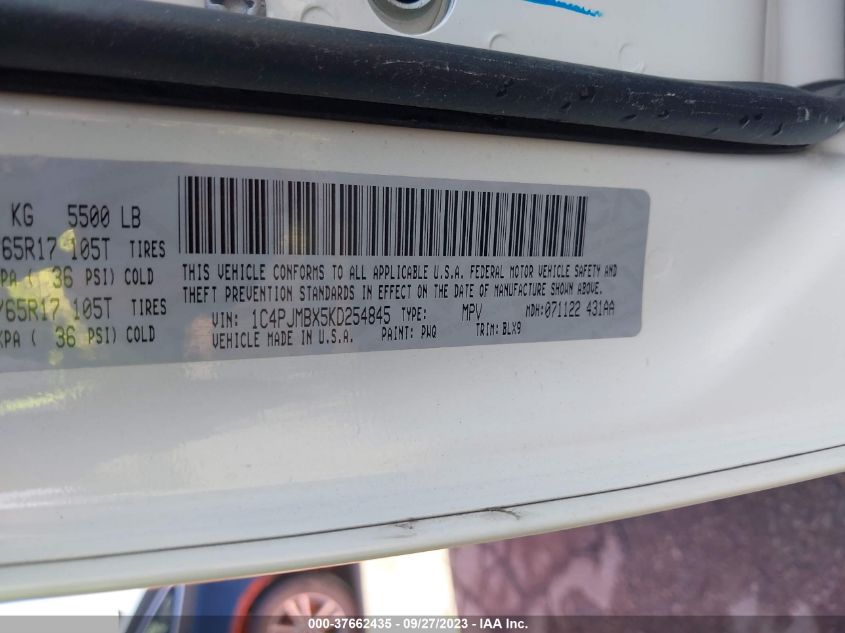 KG 5500 LB
/65R17 105T TIRES
KPA ( 36 PSI) COLD
/65R17 105T TIRES
KPA ( 36 PSI) COLD
THIS VEHICLE CONFORMS TO ALL APPLICABLE U.S.A. FEDERAL MOTOR VEHICLE SAFETY AND
THEFT PREVENTION STANDARDS IN EFFECT ON THE DATE OF MANUFACTURE SHOWN ABOVE.
VIN: 1C4PJMBX5KD254845 TYPE: MPV MDH:071122 431AA
VEHICLE MADE IN U.S.A. PAINT: PWQ TRIM: BLX9
000-37662435 - 09/27/2023 - IAA Inc.